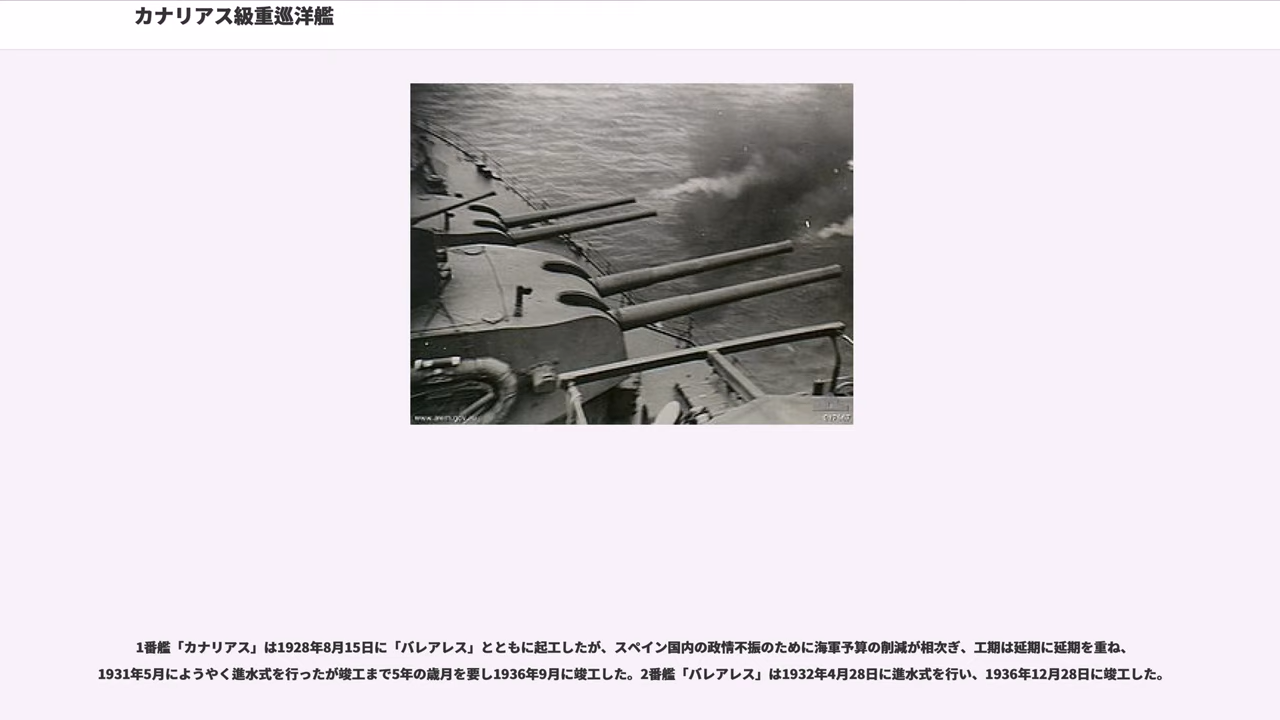 カナリアス級重巡洋艦
www.awm.gov.au
1番艦「カナリアス」は1928年8月15日に「バレアレス」とともに起工したが、スペイン国内の政情不振のために海軍予算の削減が相次ぎ、工期は延期に延期を重ね、
1931年5月にようやく進水式を行ったが竣工まで5年の歳月を要し1936年9月に竣工した。2番艦「バレアレス」は1932年4月28日に進水式を行い、1936年12月28日に竣工した。